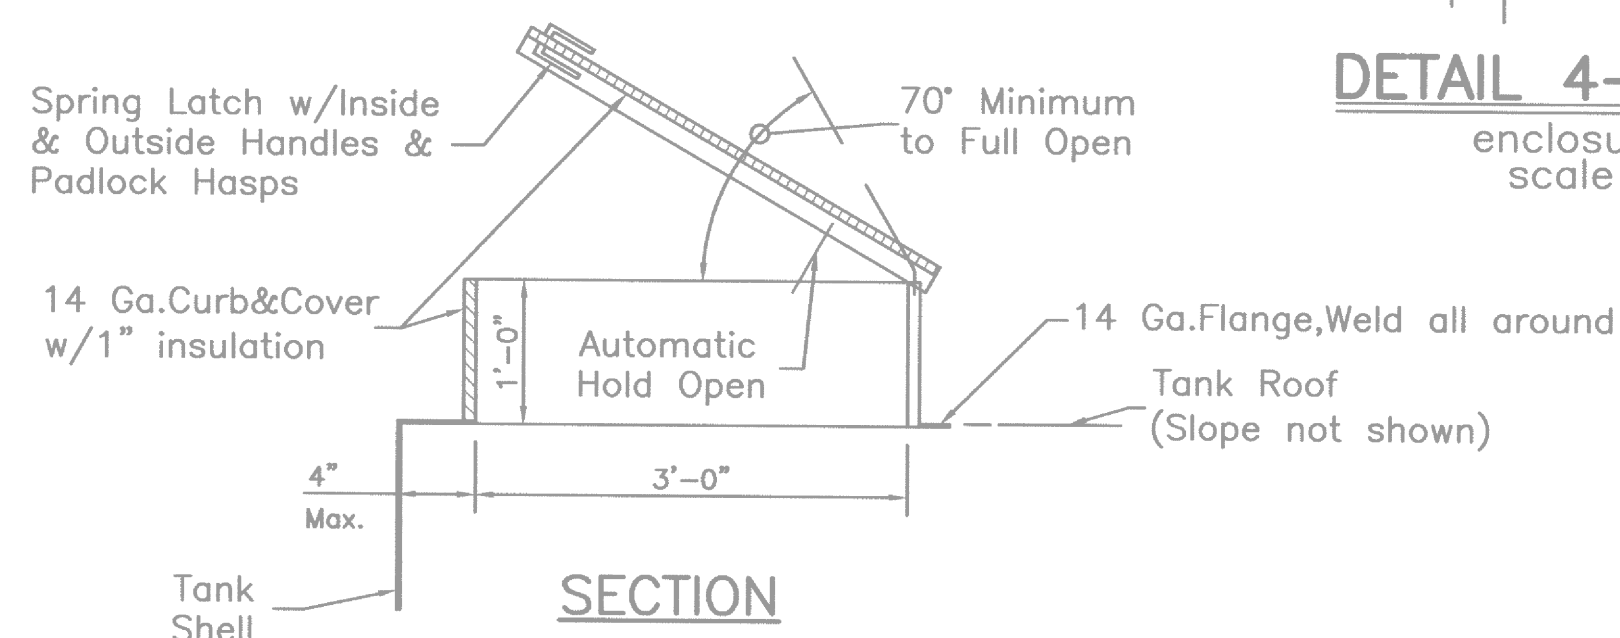 Spring Latch w/Inside
& Outside Handles &
Padlock Hasps
70° Minimum
to Full Open
DETAIL 4-
scale
14 Ga.Curb&Cover
w/1" insulation
1'-0"
Automatic
Hold Open
14 Ga.Flange,Weld all around
Tank Roof
(Slope not shown)
4"
Max.
3'-0"
Tank
Shell
SECTION